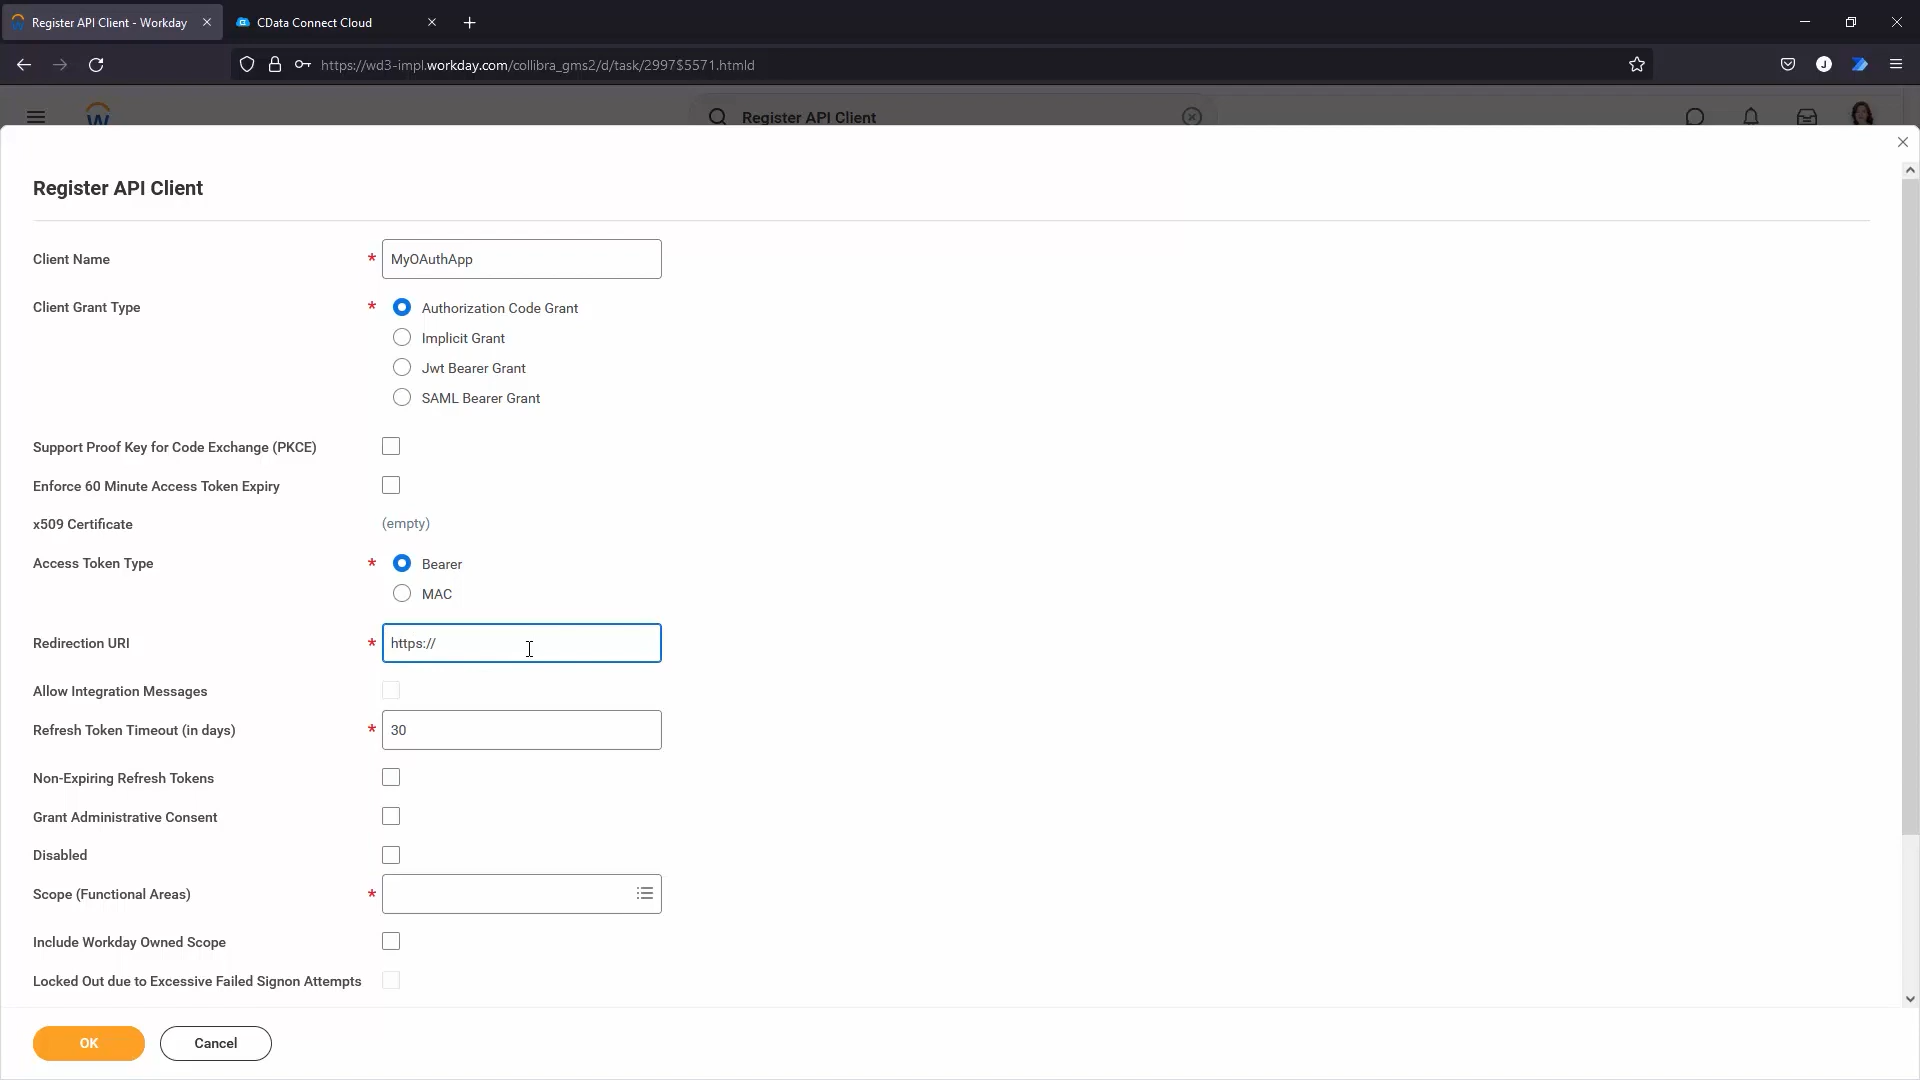 Register API Client - Workday
CData Connect Cloud
https://wd3-impl.workday.com/collibra_gms2/d/task/2997$5571.htmld
W
Register API Client
J
Register API Client
Client Name * MyOAuthApp
Client Grant Type * Authorization Code Grant
Implicit Grant
Jwt Bearer Grant
SAML Bearer Grant
Support Proof Key for Code Exchange (PKCE)
Enforce 60 Minute Access Token Expiry
x509 Certificate (empty)
Access Token Type * Bearer
MAC
Redirection URI * https://
Allow Integration Messages
Refresh Token Timeout (in days) * 30
Non-Expiring Refresh Tokens
Grant Administrative Consent
Disabled
Scope (Functional Areas) *
Include Workday Owned Scope
Locked Out due to Excessive Failed Signon Attempts
OK Cancel